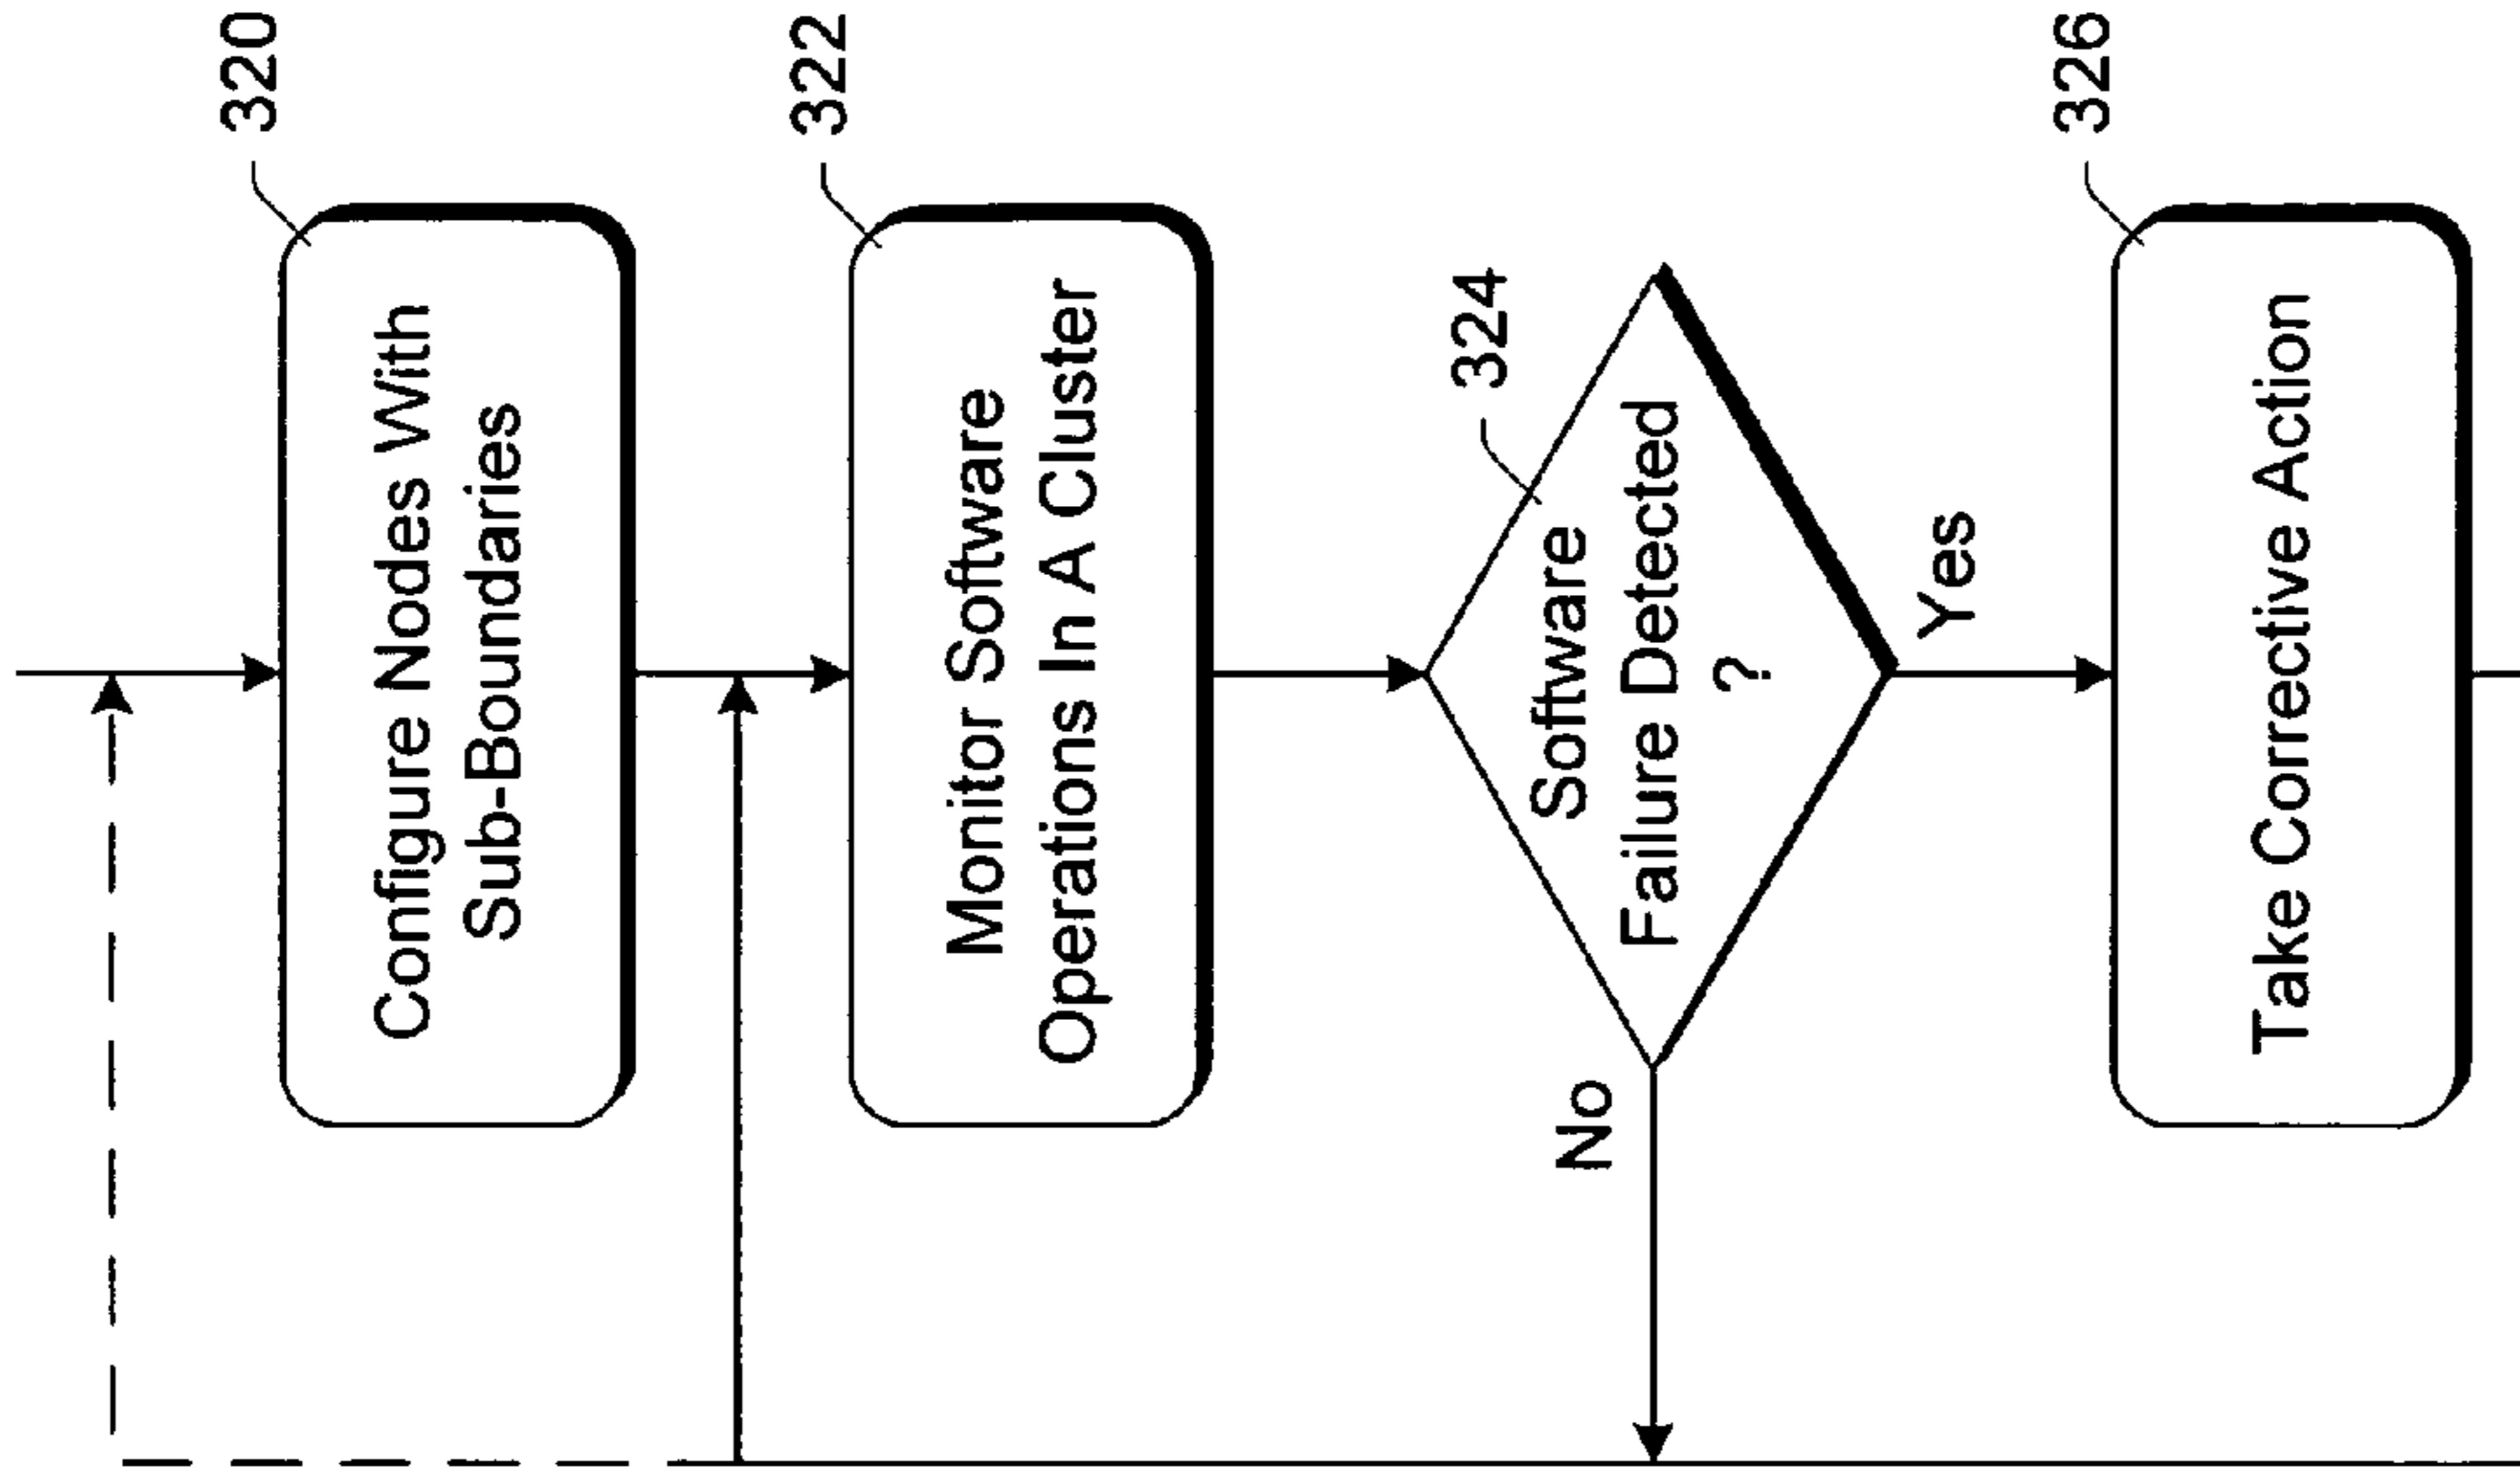 320
Configure Nodes With
Sub-Boundaries
322
Monitor Software
Operations In A Cluster
324
Software
Failure Detected
?
No
Yes
326
Take Corrective Action